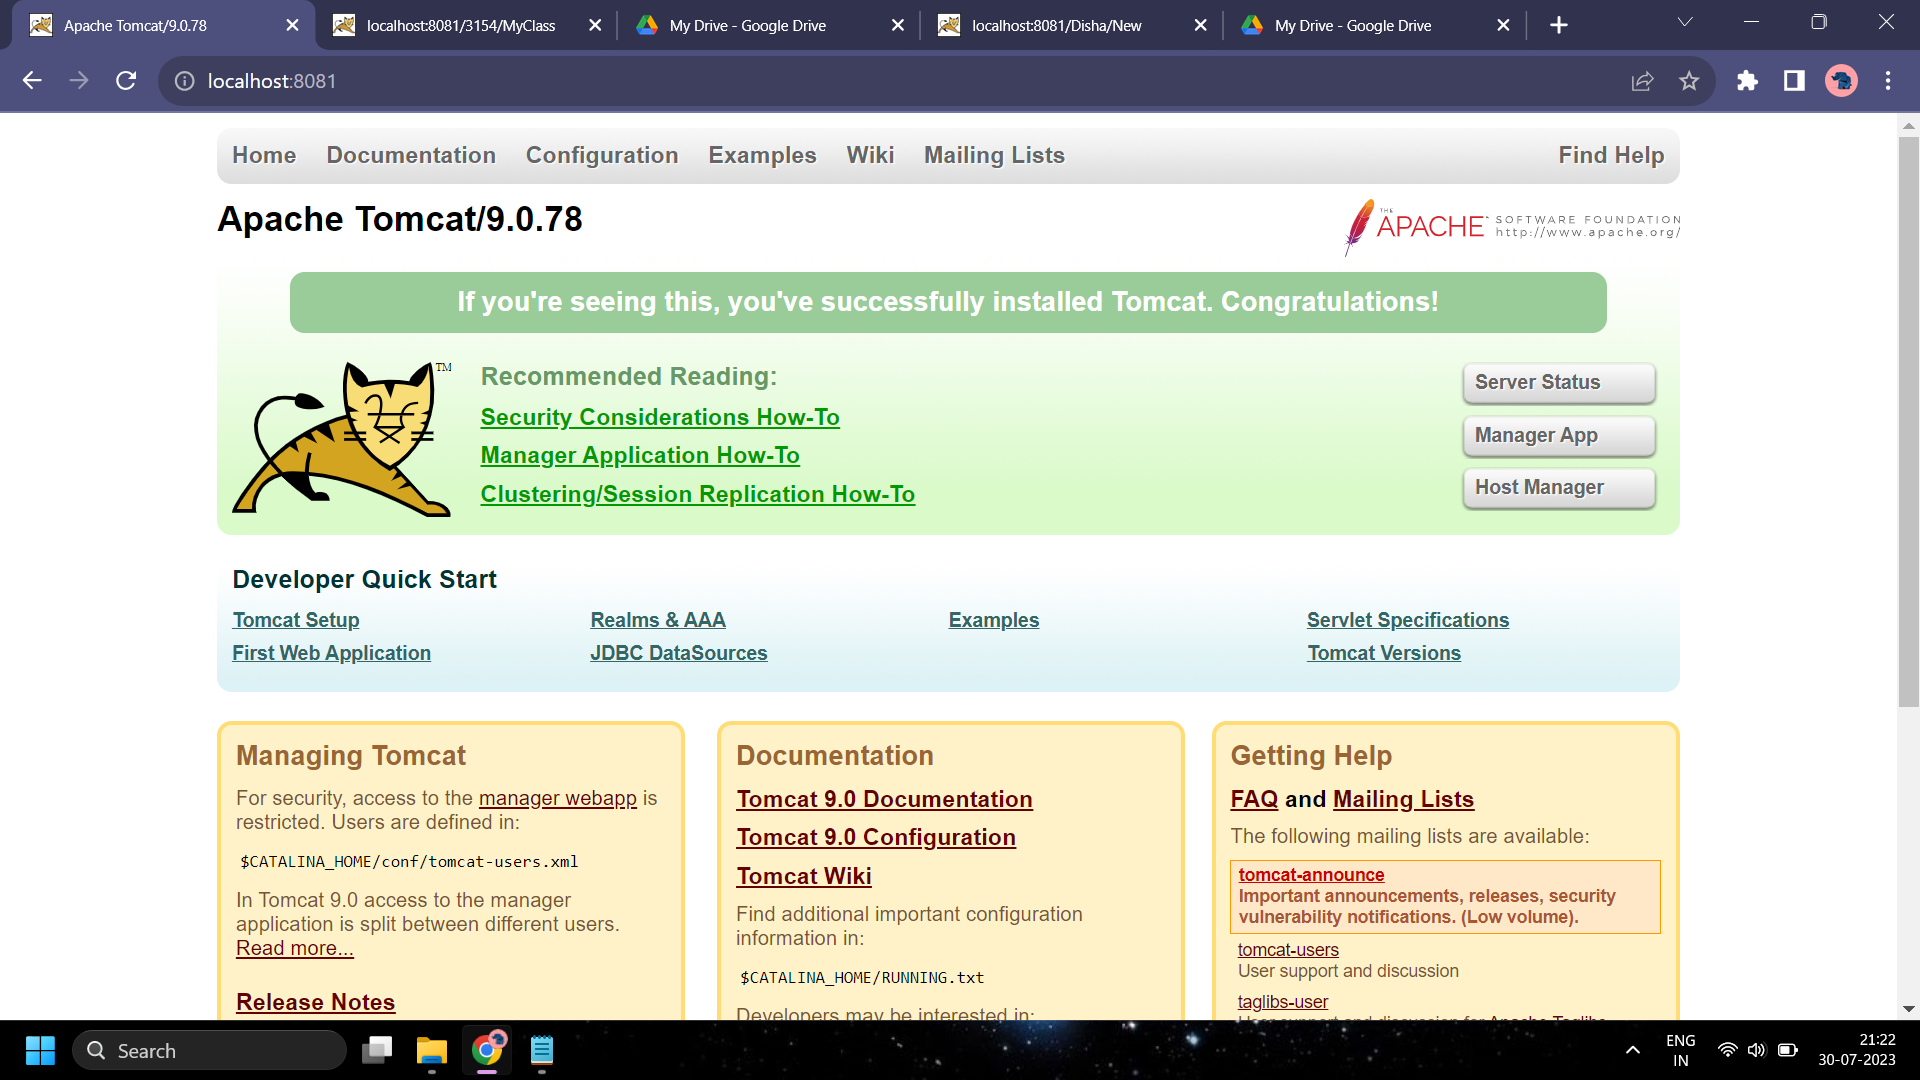 Apache Tomcat/9.0.78
localhost:8081/3154/MyClass
My Drive - Google Drive
localhost:8081/Disha/New
My Drive - Google Drive
localhost:8081
Home Documentation Configuration Examples Wiki Mailing Lists Find Help
Apache Tomcat/9.0.78
THE APACHE SOFTWARE FOUNDATION
http://www.apache.org/
If you're seeing this, you've successfully installed Tomcat. Congratulations!
TM
Recommended Reading:
Security Considerations How-To
Manager Application How-To
Clustering/Session Replication How-To
Server Status
Manager App
Host Manager
Developer Quick Start
Tomcat Setup
First Web Application
Realms & AAA
JDBC DataSources
Examples
Servlet Specifications
Tomcat Versions
Managing Tomcat
For security, access to the manager webapp is
restricted. Users are defined in:
$CATALINA_HOME/conf/tomcat-users.xml
In Tomcat 9.0 access to the manager
application is split between different users.
Read more...
Release Notes
Documentation
Tomcat 9.0 Documentation
Tomcat 9.0 Configuration
Tomcat Wiki
Find additional important configuration
information in:
$CATALINA_HOME/RUNNING.txt
Developers may be interested in:
Getting Help
FAQ and Mailing Lists
The following mailing lists are available:
tomcat-announce
Important announcements, releases, security
vulnerability notifications. (Low volume).
tomcat-users
User support and discussion
taglibs-user
User support and discussion for Apache Taglibs
Search
ENG
IN
21:22
30-07-2023